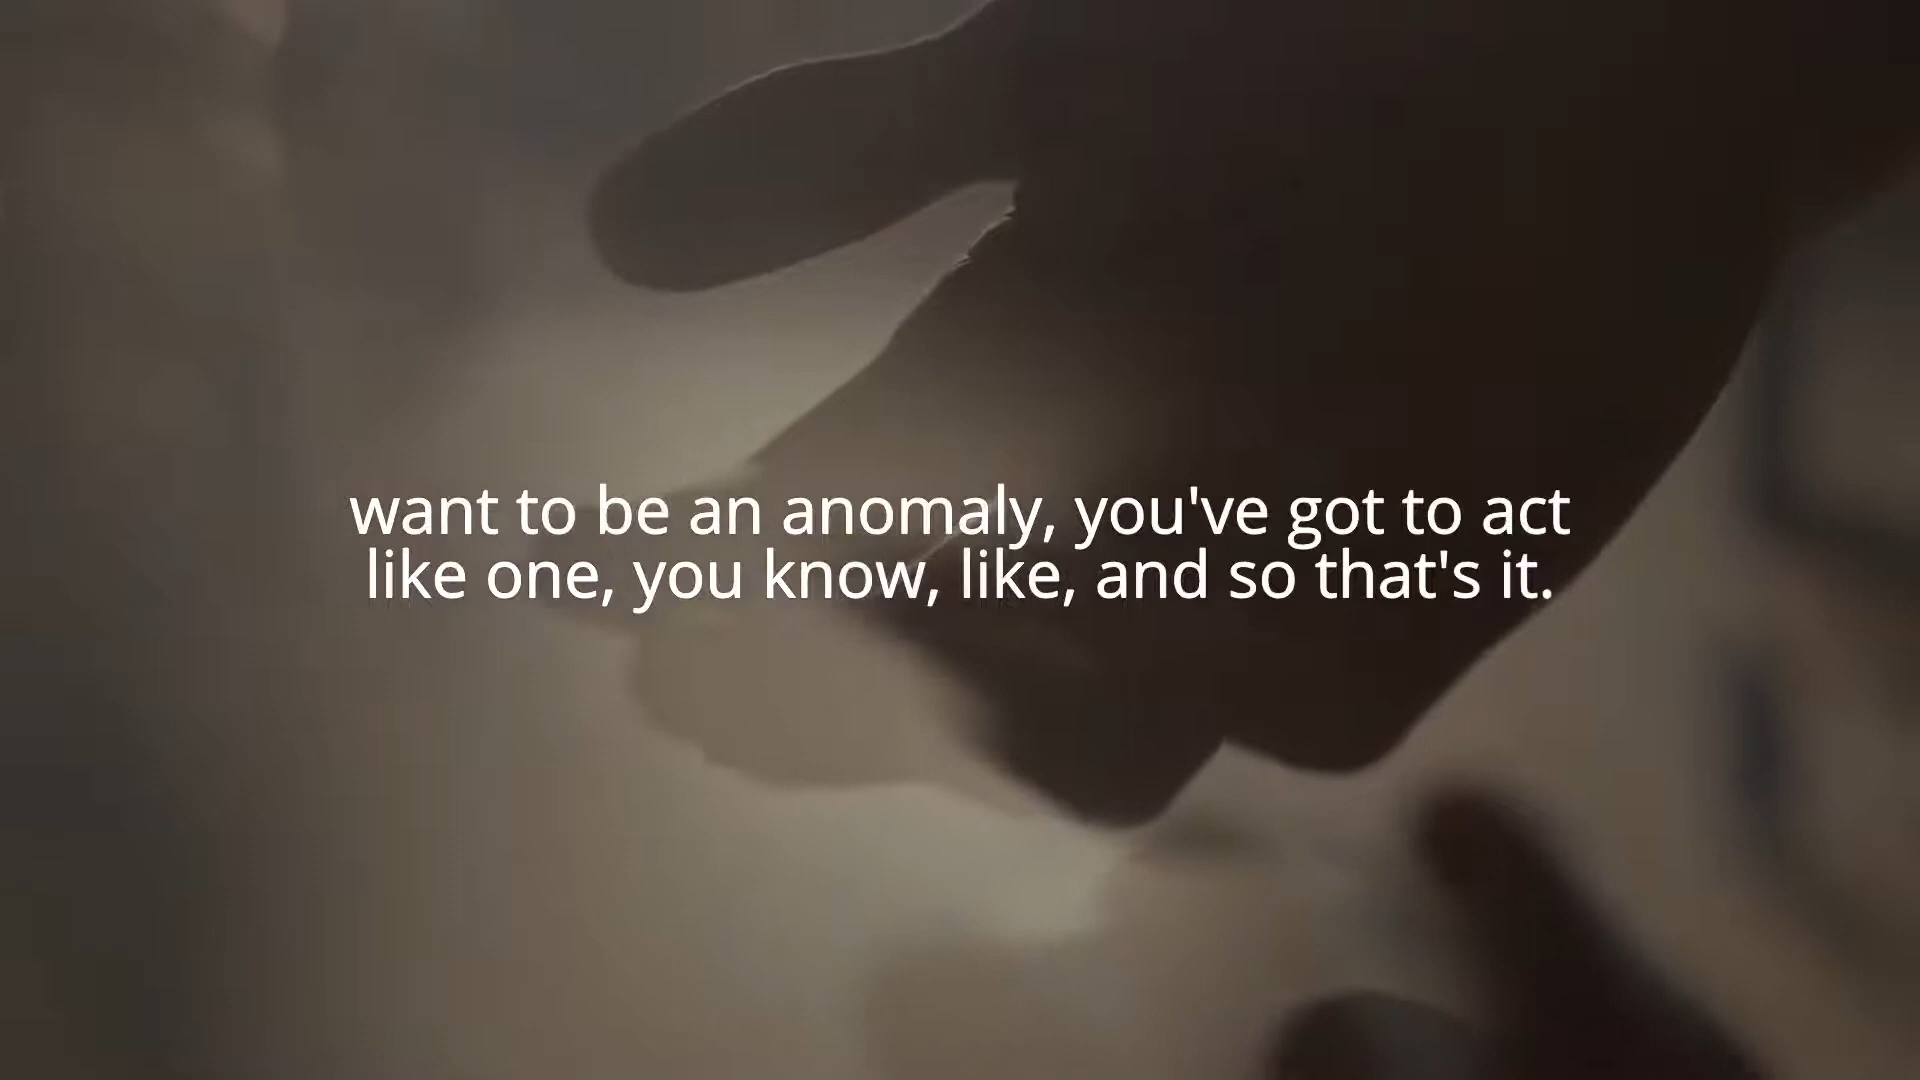 want to be an anomaly, you've got to act
like one, you know, like, and so that's it.